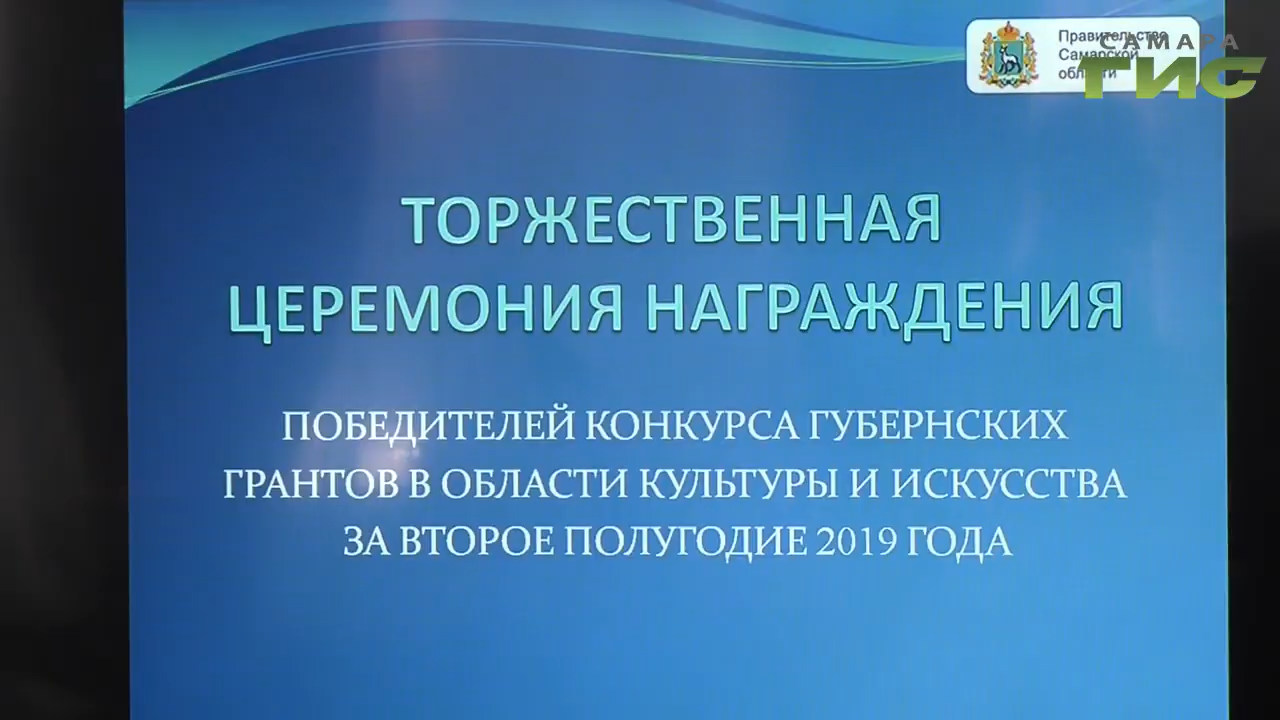 Правительство
Самарской
области
САМАРА
ГИС
ТОРЖЕСТВЕННАЯ
ЦЕРЕМОНИЯ НАГРАЖДЕНИЯ
ПОБЕДИТЕЛЕЙ КОНКУРСА ГУБЕРНСКИХ
ГРАНТОВ В ОБЛАСТИ КУЛЬТУРЫ И ИСКУССТВА
ЗА ВТОРОЕ ПОЛУГОДИЕ 2019 ГОДА